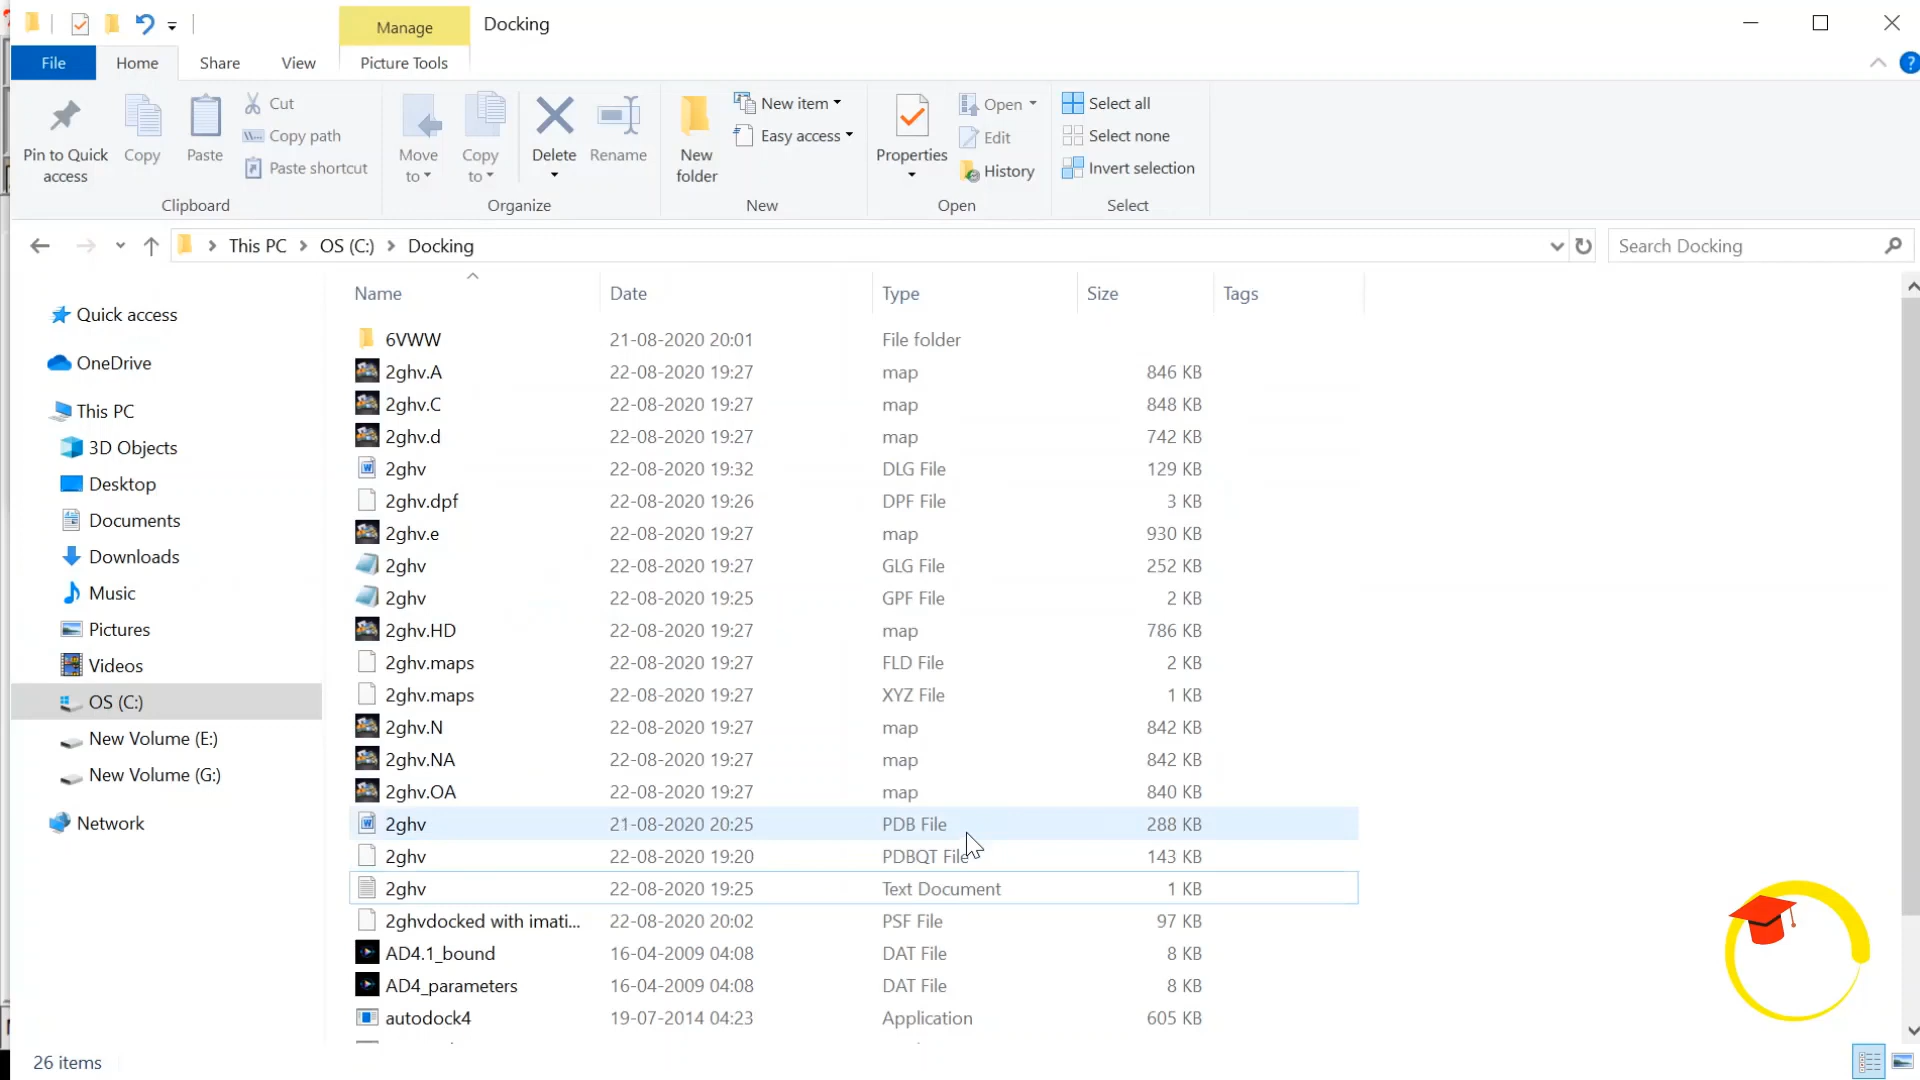 Manage
Docking
File
Home
Share
View
Picture Tools
Pin to Quick access
Copy
Paste
Cut
Copy path
Paste shortcut
Clipboard
Move to
Copy to
Delete
Rename
Organize
New folder
New item
Easy access
New
Properties
Open
Edit
History
Open
Select all
Select none
Invert selection
Select
This PC > OS (C:) > Docking
Search Docking
Quick access
OneDrive
This PC
3D Objects
Desktop
Documents
Downloads
Music
Pictures
Videos
OS (C:)
New Volume (E:)
New Volume (G:)
Network
Name Date Type Size Tags
6VWW 21-08-2020 20:01 File folder
2ghv.A 22-08-2020 19:27 map 846 KB
2ghv.C 22-08-2020 19:27 map 848 KB
2ghv.d 22-08-2020 19:27 map 742 KB
2ghv 22-08-2020 19:32 DLG File 129 KB
2ghv.dpf 22-08-2020 19:26 DPF File 3 KB
2ghv.e 22-08-2020 19:27 map 930 KB
2ghv 22-08-2020 19:27 GLG File 252 KB
2ghv 22-08-2020 19:25 GPF File 2 KB
2ghv.HD 22-08-2020 19:27 map 786 KB
2ghv.maps 22-08-2020 19:27 FLD File 2 KB
2ghv.maps 22-08-2020 19:27 XYZ File 1 KB
2ghv.N 22-08-2020 19:27 map 842 KB
2ghv.NA 22-08-2020 19:27 map 842 KB
2ghv.OA 22-08-2020 19:27 map 840 KB
2ghv 21-08-2020 20:25 PDB File 288 KB
2ghv 22-08-2020 19:20 PDBQT File 143 KB
2ghv 22-08-2020 19:25 Text Document 1 KB
2ghvdocked with imati... 22-08-2020 20:02 PSF File 97 KB
AD4.1_bound 16-04-2009 04:08 DAT File 8 KB
AD4_parameters 16-04-2009 04:08 DAT File 8 KB
autodock4 19-07-2014 04:23 Application 605 KB
26 items